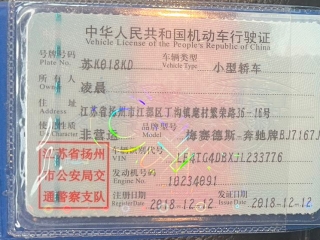 中华人民共和国机动车行驶证
Vehicle License of the People's Republic of China
号牌号码 Plate No. 苏K018KD 车辆类型 Vehicle Type 小型轿车
所有人 Owner 凌晨
住址 Address 江苏省扬州市江都区丁沟镇麾村繁荣路36-16号
非营运 品牌型号 Model 梅赛德斯-奔驰牌BJ7167J
江苏省扬州
市公安局交
通警察支队
车辆识别代号 VIN
发动机号码 Engine No. 10234091
注册日期 Register Date 2018-12-12 发证日期 Issue Date 2018-12-12